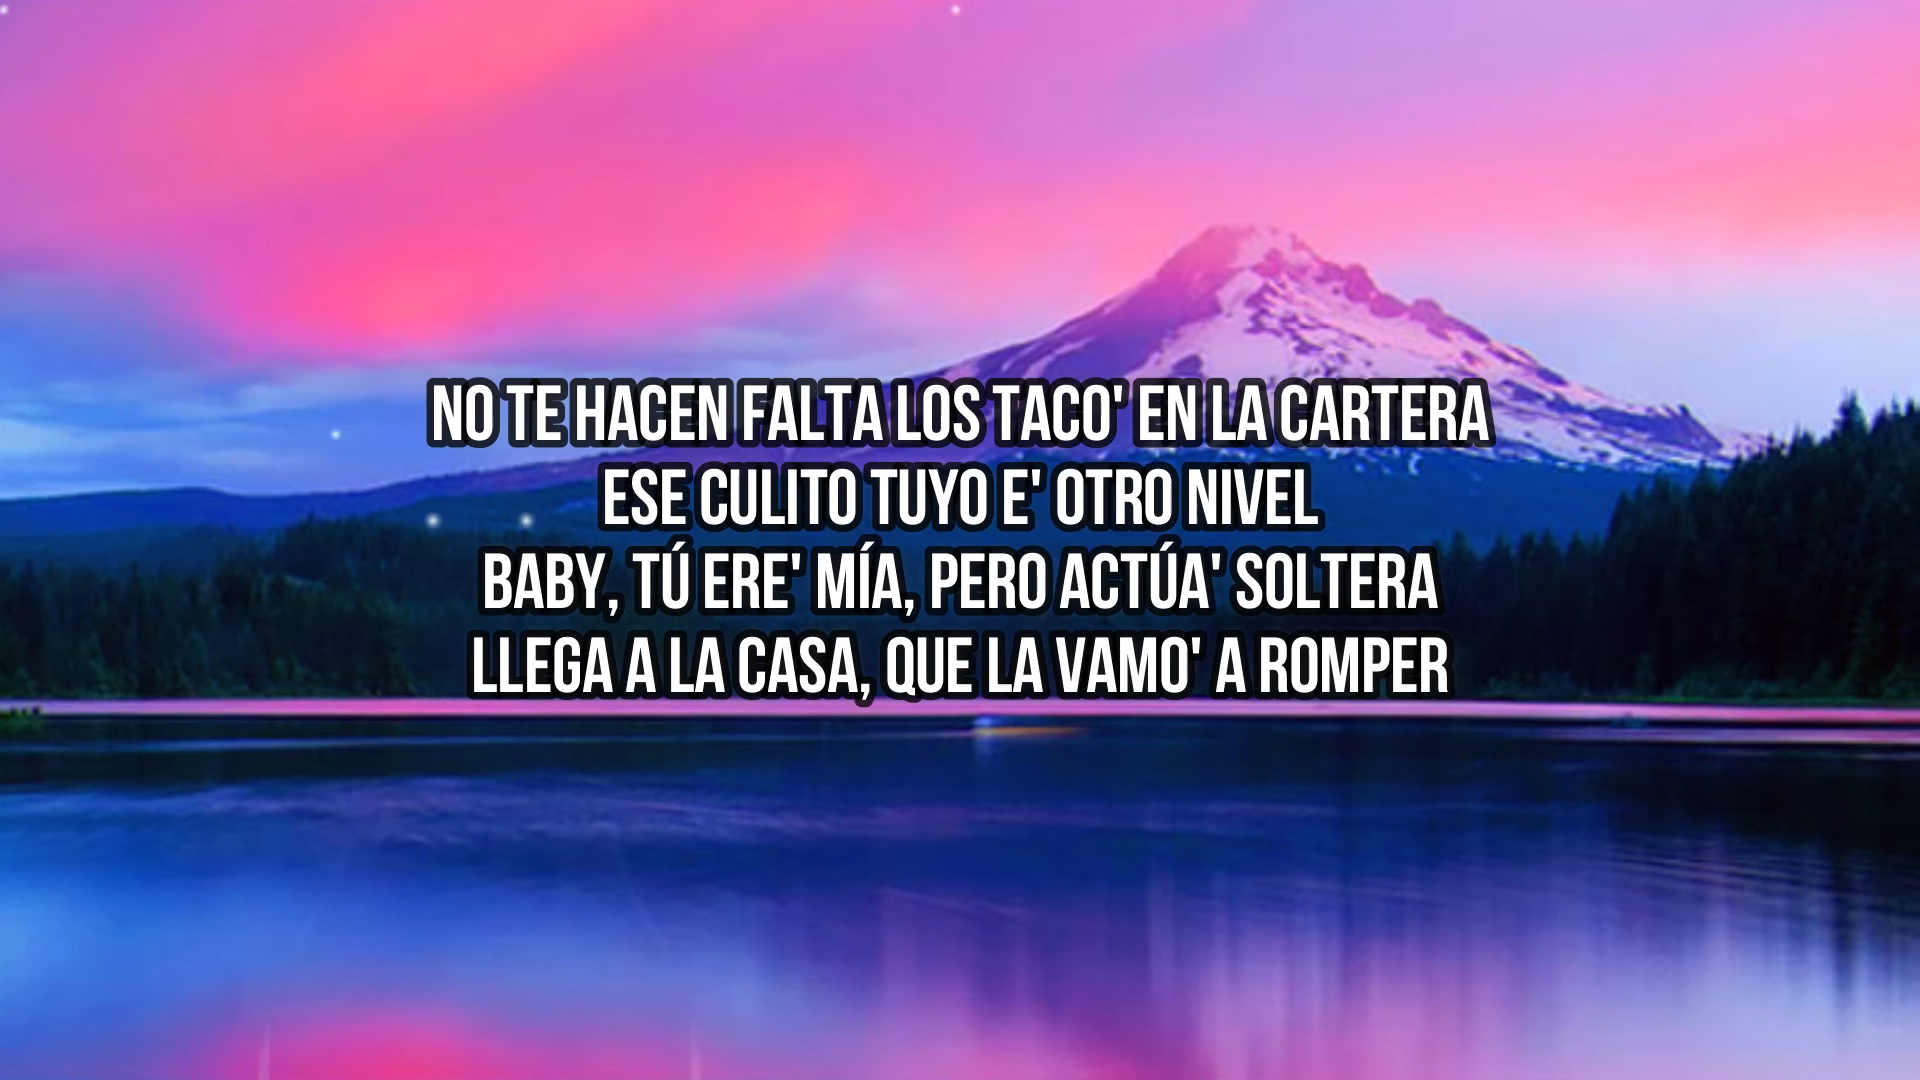 NO TE HACEN FALTA LOS TACO' EN LA CARTERA
ESE CULITO TUYO E' OTRO NIVEL
BABY, TÚ ERE' MÍA, PERO ACTÚA' SOLTERA
LLEGA A LA CASA, QUE LA VAMO' A ROMPER